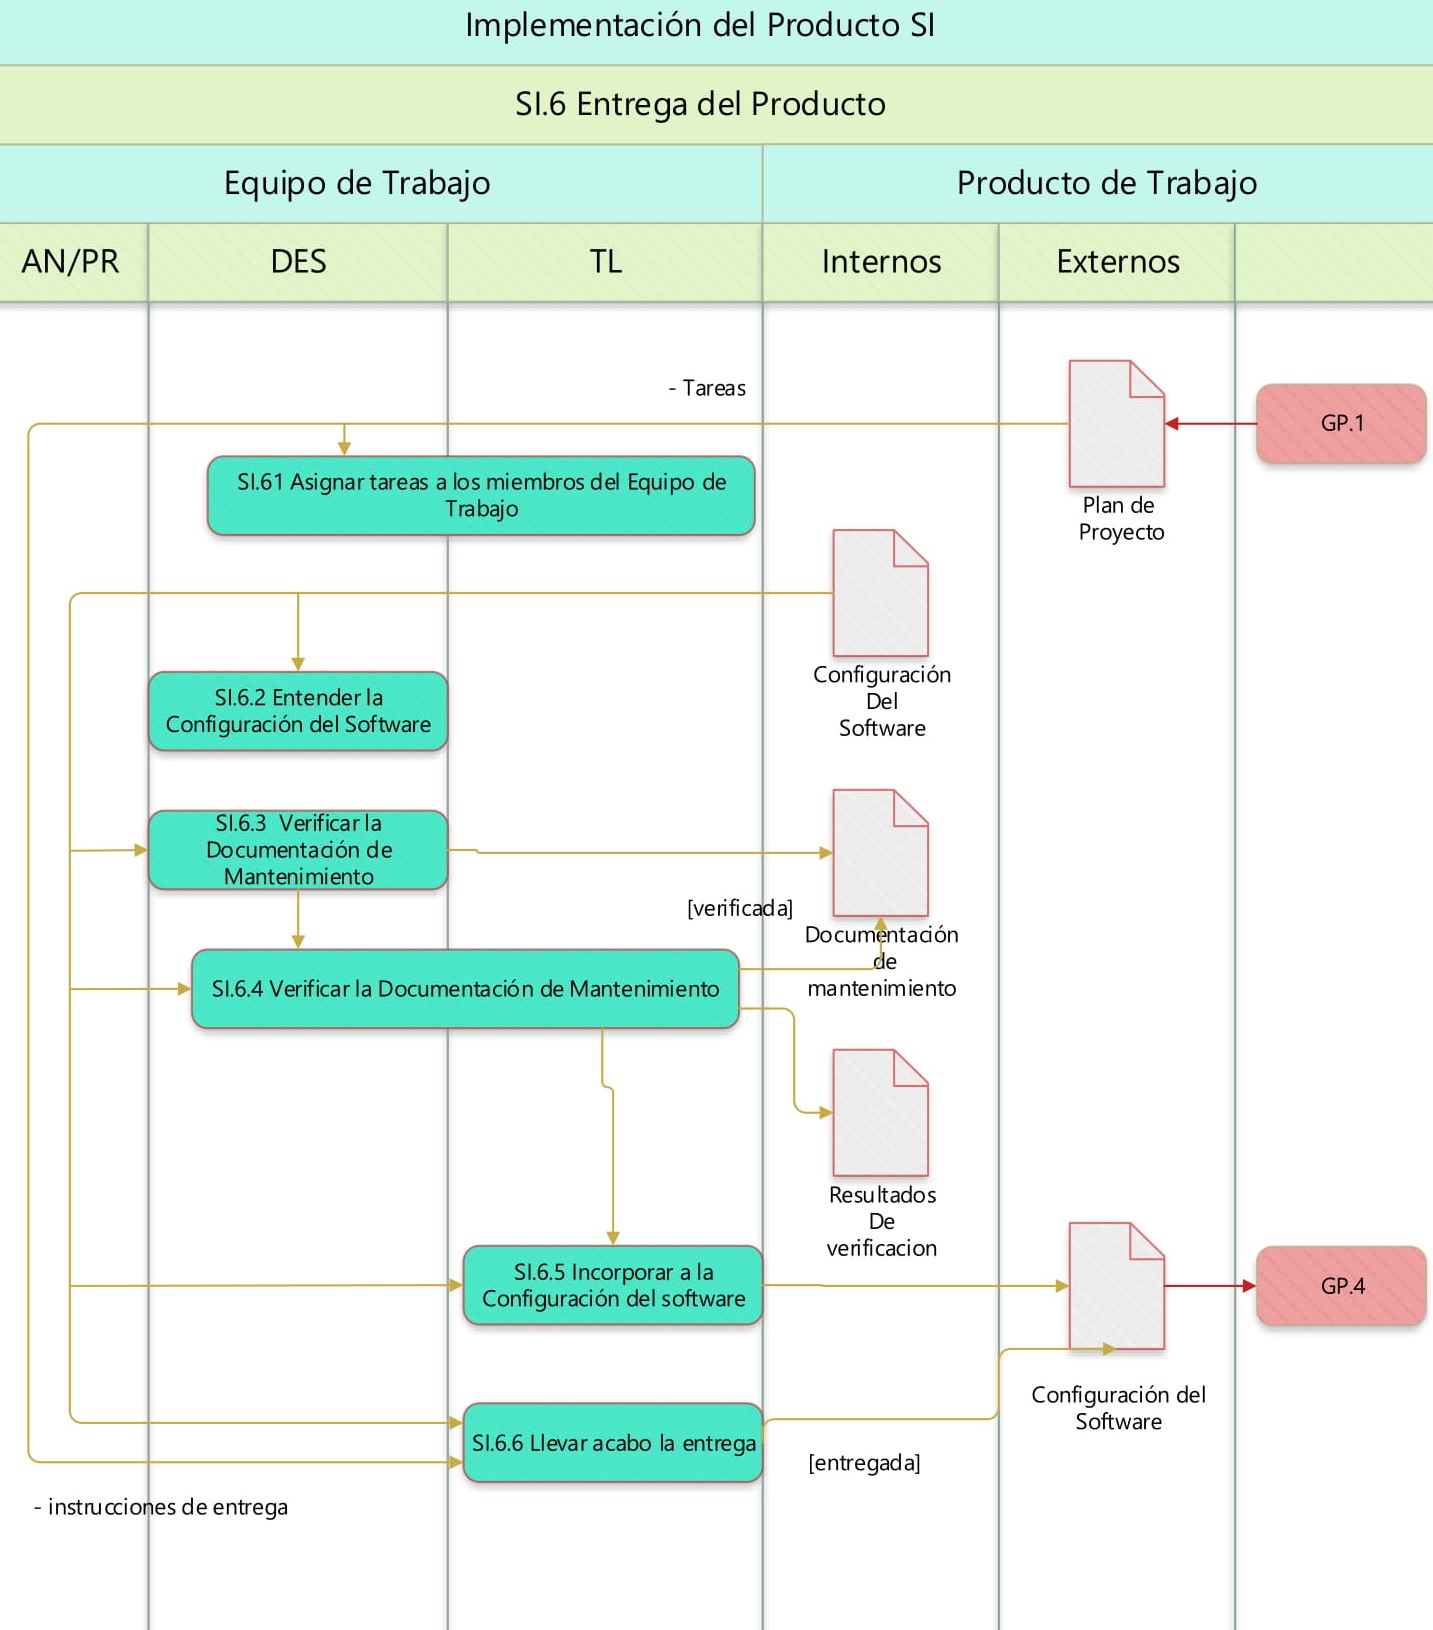 Implementación del Producto SI
SI.6 Entrega del Producto
Equipo de Trabajo
Producto de Trabajo
AN/PR
DES
TL
Internos
Externos
- Tareas
GP.1
SI.61 Asignar tareas a los miembros del Equipo de
Trabajo
Plan de
Proyecto
Configuración
Del
Software
SI.6.2 Entender la
Configuración del Software
SI.6.3  Verificar la
Documentación de
Mantenimiento
[verificada]
Documentación
de
mantenimiento
SI.6.4 Verificar la Documentación de Mantenimiento
Resultados
De
verificacion
SI.6.5 Incorporar a la
Configuración del software
GP.4
Configuración del
Software
SI.6.6 Llevar acabo la entrega
[entregada]
- instrucciones de entrega